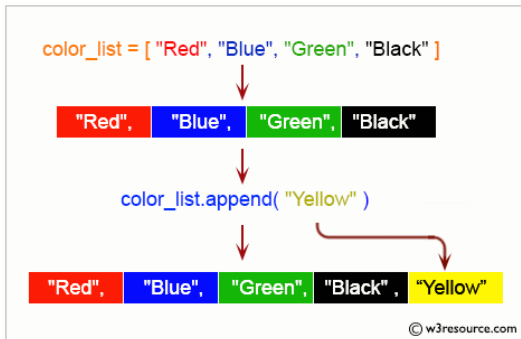 color_list = [ "Red", "Blue", "Green", "Black" ]
"Red", "Blue", "Green", "Black"
color_list.append( "Yellow" )
"Red", "Blue", "Green", "Black" , “Yellow”
© w3resource.com